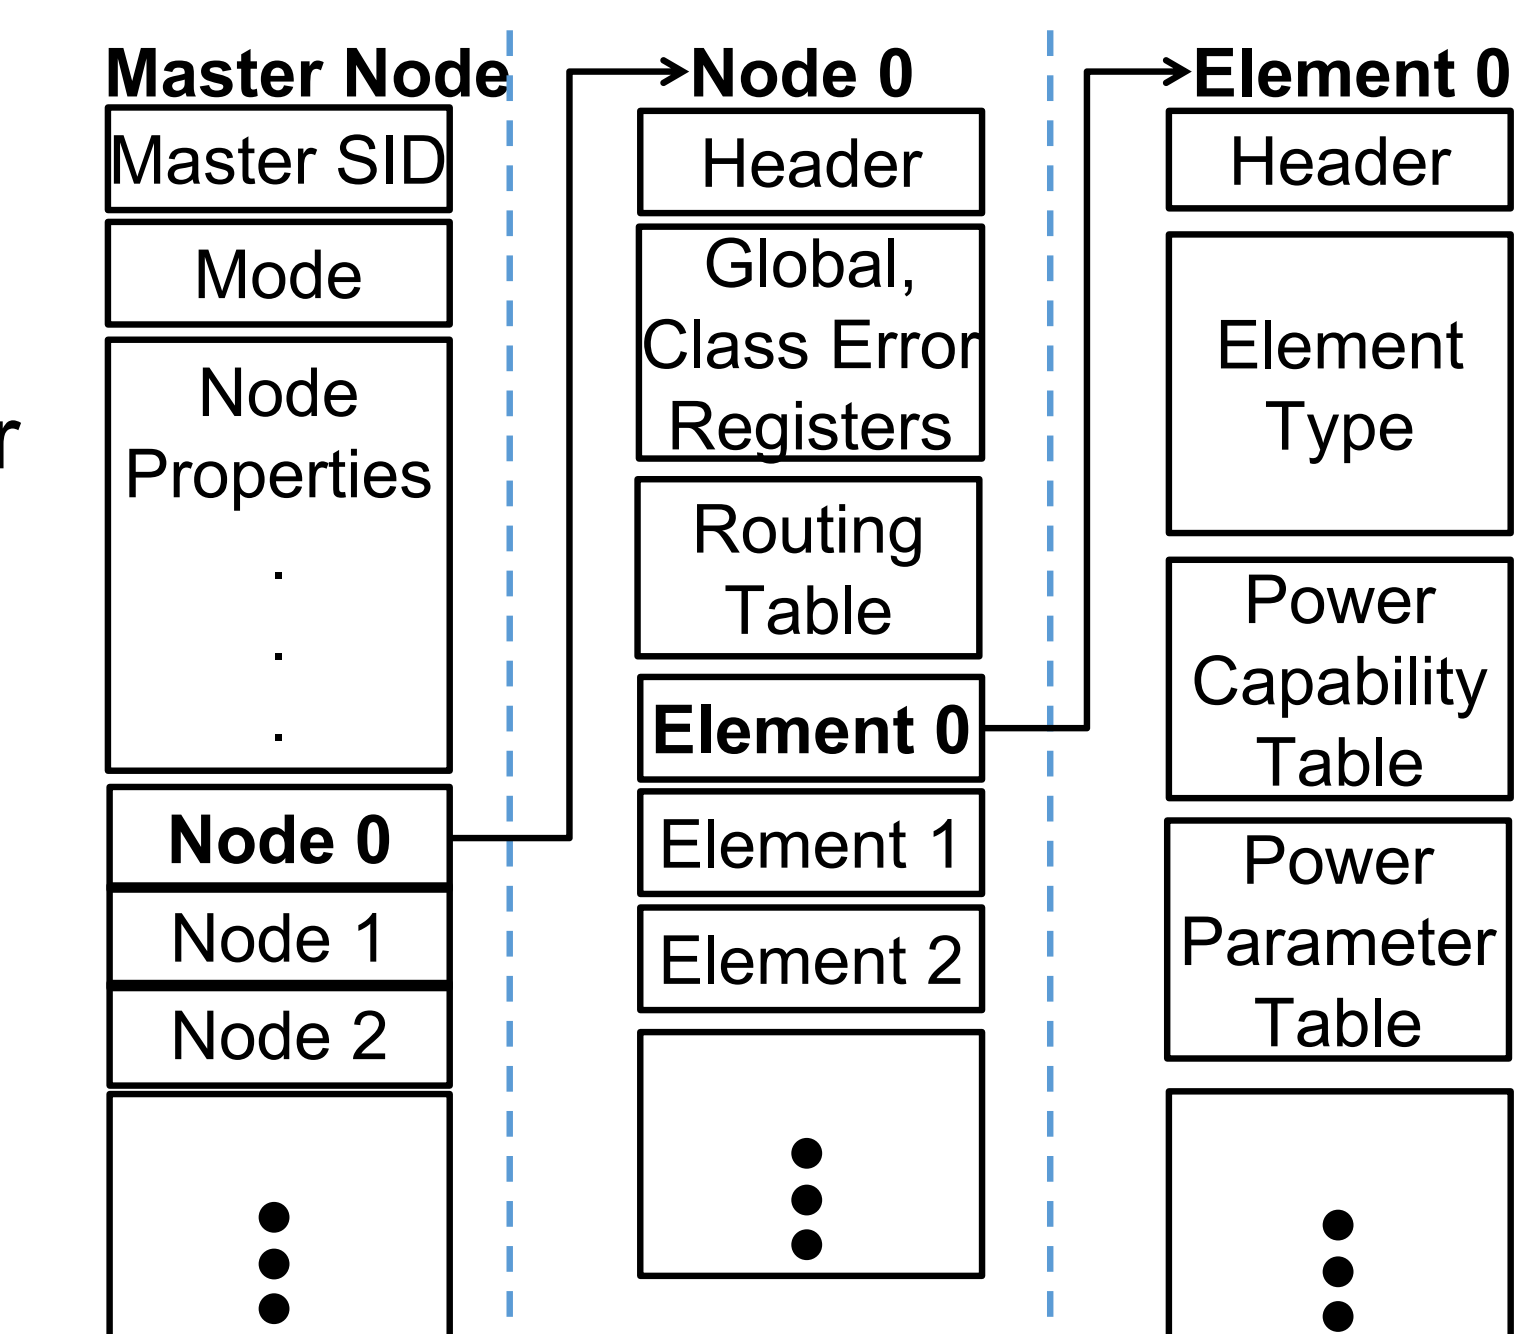 Master Node
Master SID
Mode
Node
Properties
.
.
.
Node 0
Node 1
Node 2
r
Node 0
Header
Global,
Class Error
Registers
Routing
Table
Element 0
Element 1
Element 2
Element 0
Header
Element
Type
Power
Capability
Table
Power
Parameter
Table